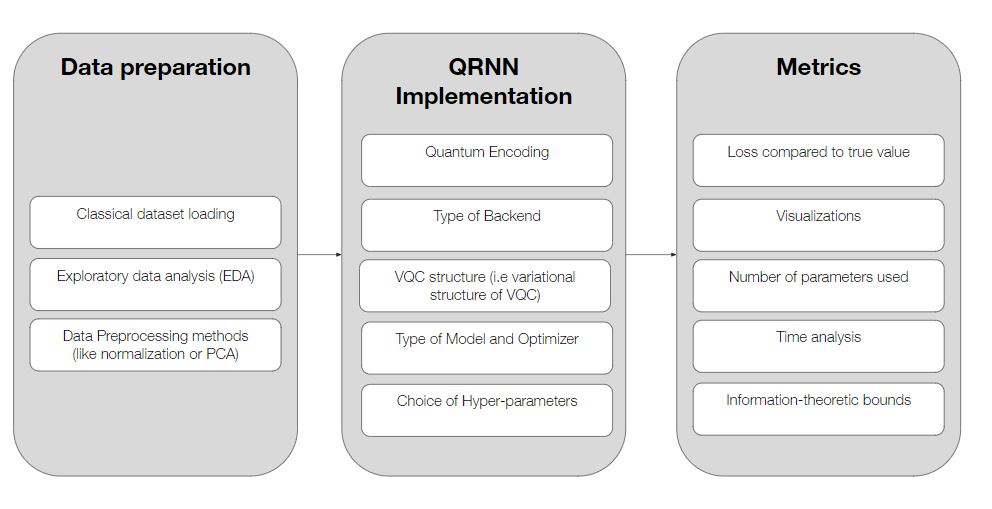 Data preparation
Classical dataset loading
Exploratory data analysis (EDA)
Data Preprocessing methods
(like normalization or PCA)
QRNN
Implementation
Quantum Encoding
Type of Backend
VQC structure (i.e variational
structure of VQC)
Type of Model and Optimizer
Choice of Hyper-parameters
Metrics
Loss compared to true value
Visualizations
Number of parameters used
Time analysis
Information-theoretic bounds